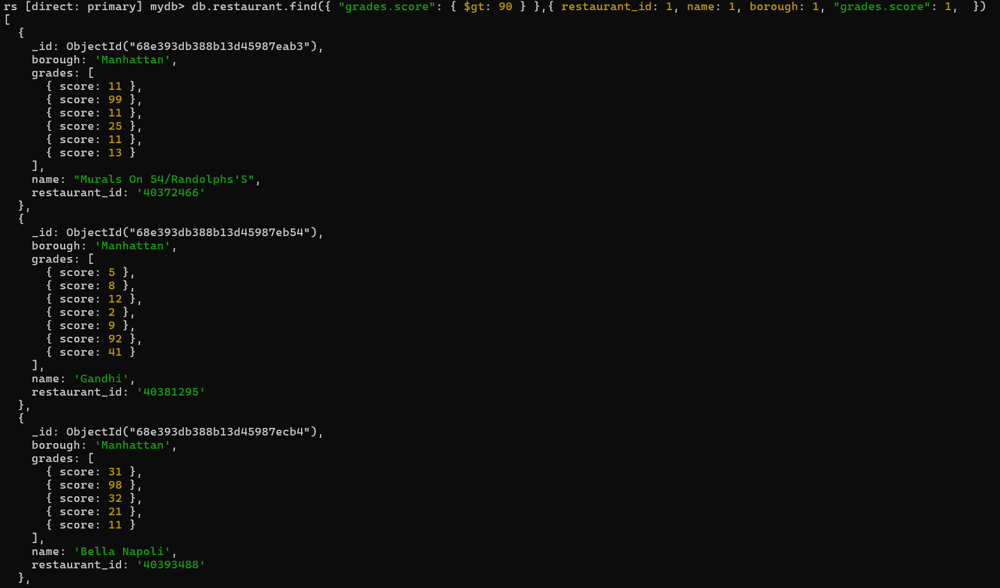 rs [direct: primary] mydb> db.restaurant.find({ "grades.score": { $gt: 90 } },{ restaurant_id: 1, name: 1, borough: 1, "grades.score": 1,  })
[
  {
    _id: ObjectId("68e393db388b13d45987eab3"),
    borough: 'Manhattan',
    grades: [
      { score: 11 },
      { score: 99 },
      { score: 11 },
      { score: 25 },
      { score: 11 },
      { score: 13 }
    ],
    name: "Murals On 54/Randolphs'S",
    restaurant_id: '40372466'
  },
  {
    _id: ObjectId("68e393db388b13d45987eb54"),
    borough: 'Manhattan',
    grades: [
      { score: 5 },
      { score: 8 },
      { score: 12 },
      { score: 2 },
      { score: 9 },
      { score: 92 },
      { score: 41 }
    ],
    name: 'Gandhi',
    restaurant_id: '40381295'
  },
  {
    _id: ObjectId("68e393db388b13d45987ecb4"),
    borough: 'Manhattan',
    grades: [
      { score: 31 },
      { score: 98 },
      { score: 32 },
      { score: 21 },
      { score: 11 }
    ],
    name: 'Bella Napoli',
    restaurant_id: '40393488'
  },